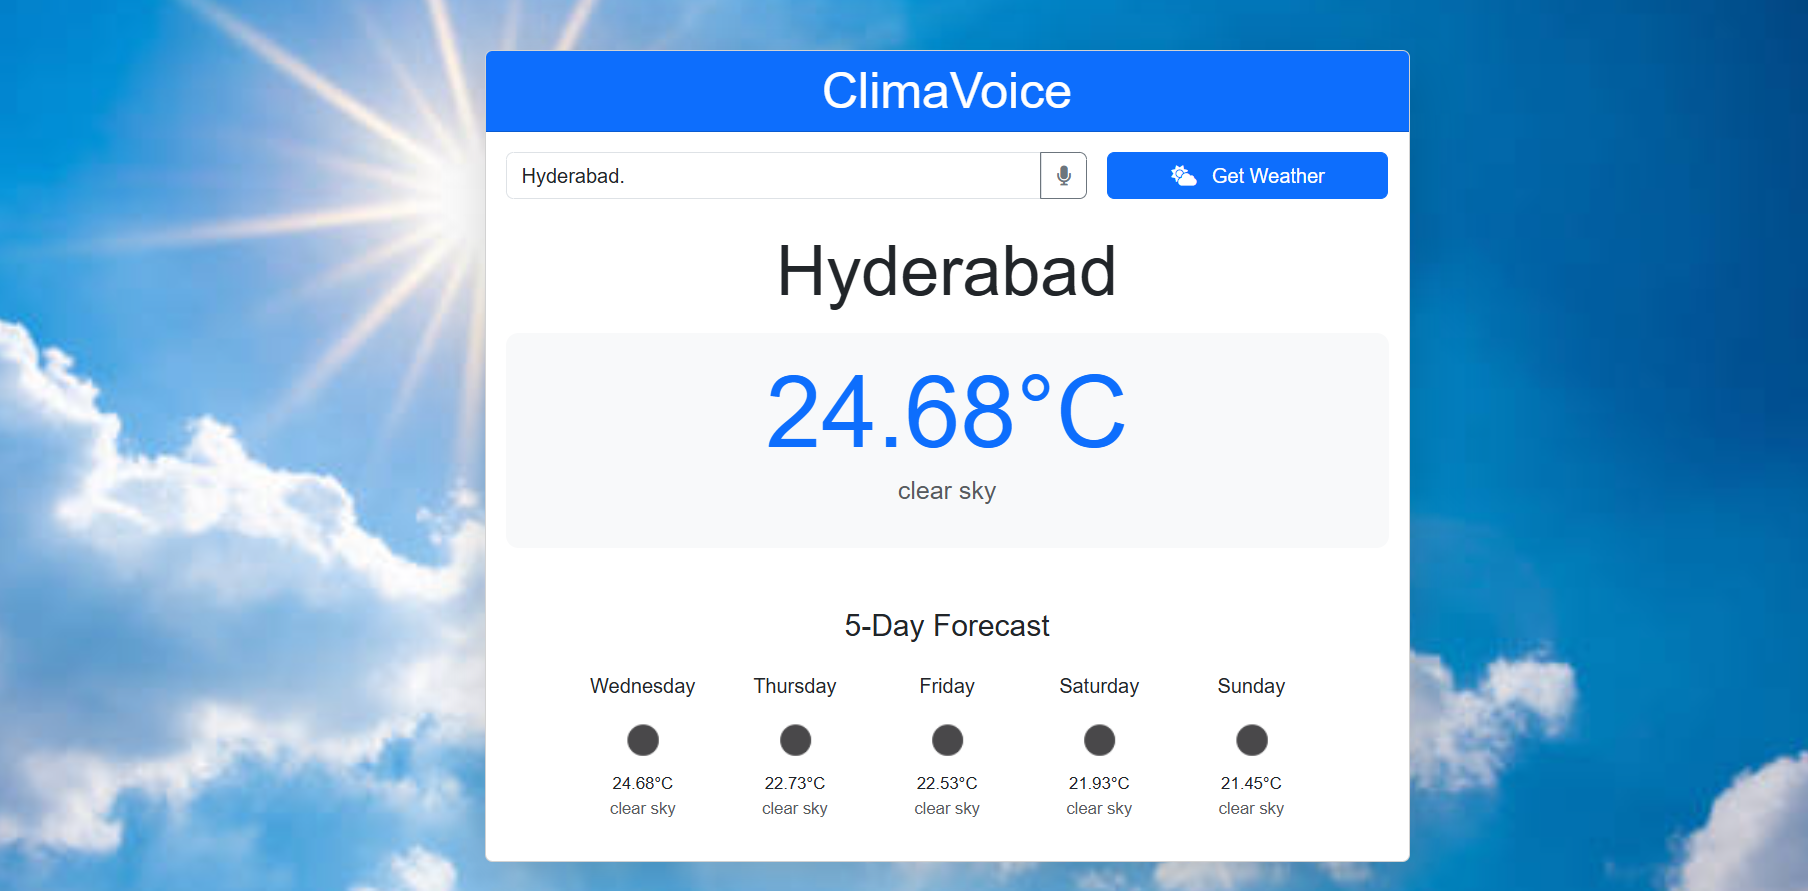 ClimaVoice
Hyderabad.
Get Weather
Hyderabad
24.68°C
clear sky
5-Day Forecast
Wednesday Thursday Friday Saturday Sunday
24.68°C 22.73°C 22.53°C 21.93°C 21.45°C
clear sky clear sky clear sky clear sky clear sky